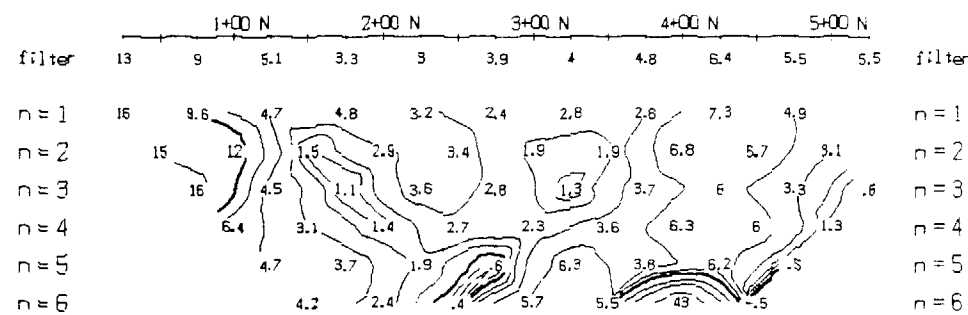 1+00 N 2+00 N 3+00 N 4+00 N 5+00 N
filter 13 9 5.1 3.3 3 3.9 4 4.8 6.4 5.5 5.5 filter
n=1 16 9.6 4.7 4.8 3.2 2.4 2.8 2.8 7.3 4.9 n=1
n=2 15 12 1.5 2.9 3.4 1.9 1.9 6.8 5.7 3.1 n=2
n=3 16 4.5 1.1 3.6 2.8 1.3 3.7 6 3.3 .6 n=3
n=4 6.4 3.1 1.4 2.7 2.3 3.6 6.3 6 1.3 n=4
n=5 4.7 3.7 1.9 .6 6.3 3.8 6.2 n=5
n=6 4.2 2.4 .4 5.7 5.5 43 -.5 n=6